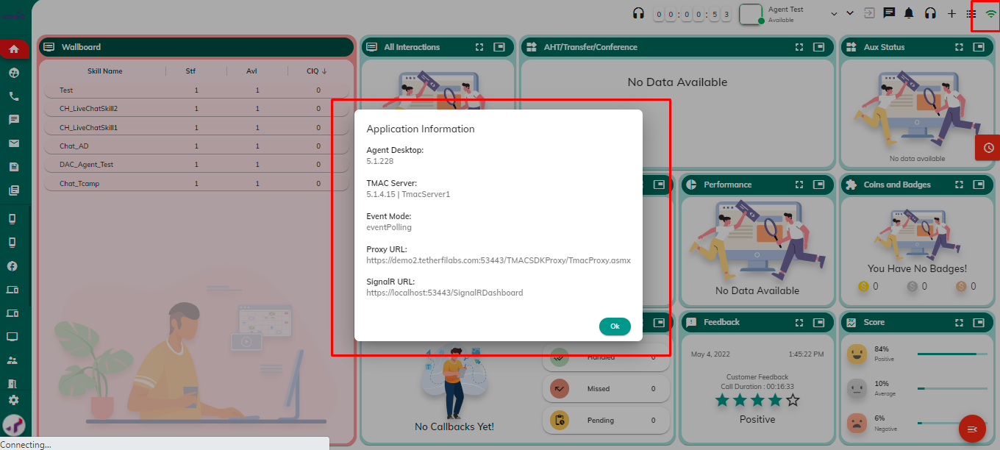 0 0 : 0 0 : 5 3
Agent Test
Available
Wallboard
Skill Name Stf Avl CIQ ↓
Test 1 1 0
CH_LiveChatSkill2 1 1 0
CH_LiveChatSkill1 1 1 0
Chat_AD 1 1 0
DAC_Agent_Test 1 1 0
Chat_Tcamp 1 1 0
All Interactions
AHT/Transfer/Conference
No Data Available
Aux Status
No data available
Application Information
Agent Desktop:
5.1.228
TMAC Server:
5.1.4.15 | TmacServer1
Event Mode:
eventPolling
Proxy URL:
https://demo2.tetherfilabs.com:53443/TMACSDKProxy/TmacProxy.asmx
SignalR URL:
https://localhost:53443/SignalRDashboard
Ok
Performance
No Data Available
Coins and Badges
You Have No Badges!
0 0 0
No Callbacks Yet!
Handled 0
Missed 0
Pending 0
Feedback
May 4, 2022 1:45:22 PM
Customer Feedback
Call Duration : 00:16:33
Positive
Score
84%
Positive
10%
Average
6%
Negative
Connecting...